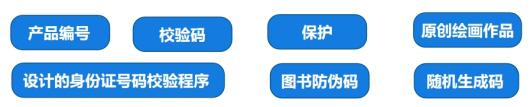 产品编号
校验码
保护
原创绘画作品
设计的身份证号码校验程序
图书防伪码
随机生成码